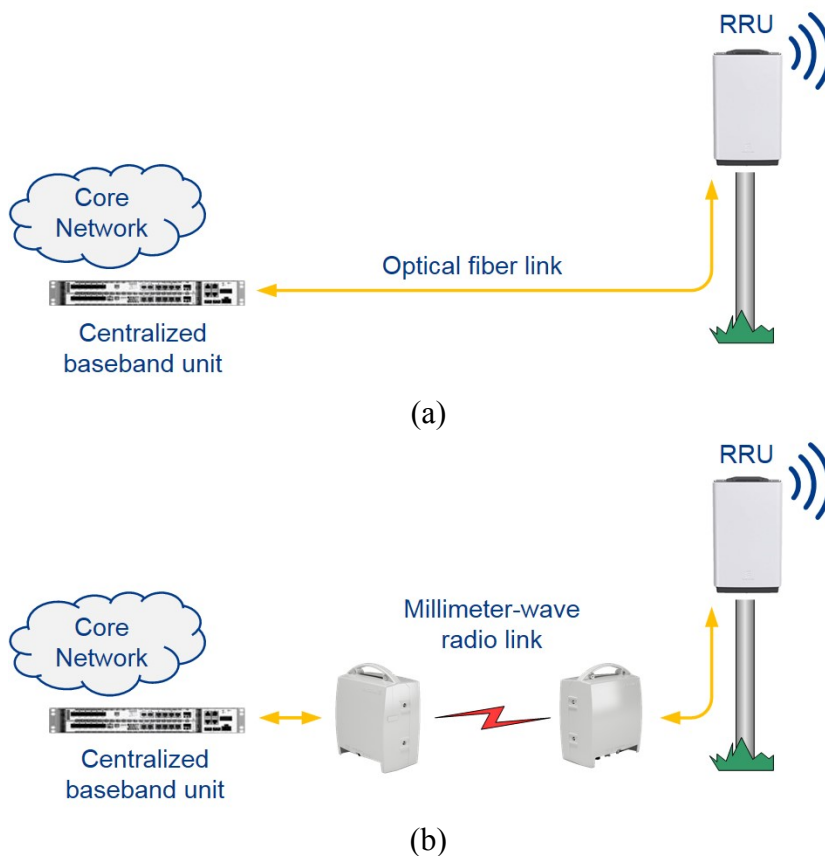 RRU
Core
Network
Optical fiber link
Centralized
baseband unit
(a)
RRU
Millimeter-wave
radio link
Core
Network
Centralized
baseband unit
(b)